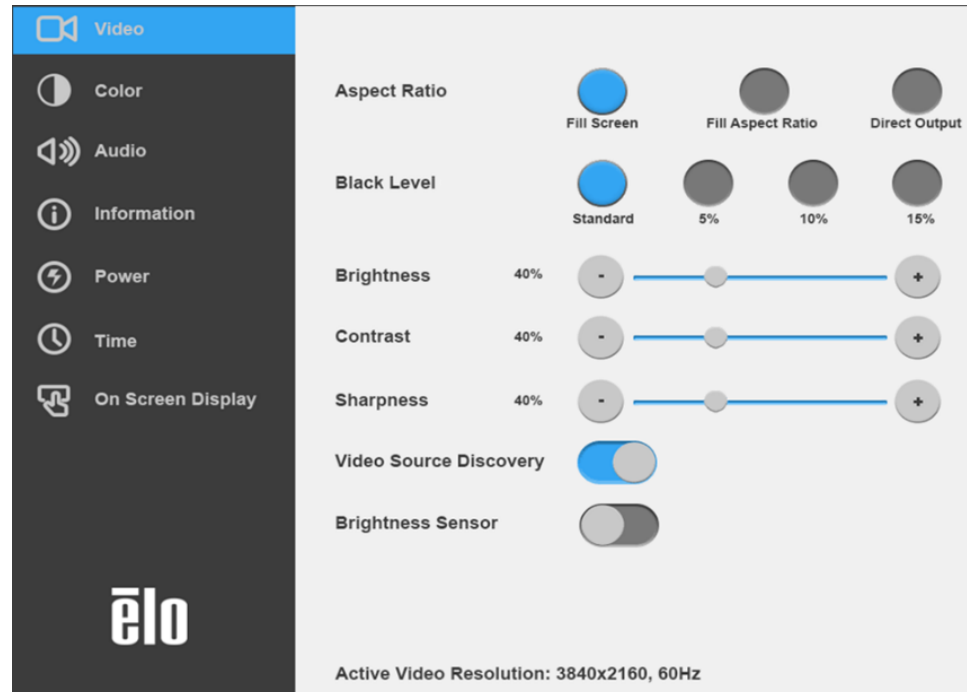 Video
Color
Audio
Information
Power
Time
On Screen Display
ēlo
Aspect Ratio
Fill Screen Fill Aspect Ratio Direct Output
Black Level
Standard 5% 10% 15%
Brightness 40% - +
Contrast 40% - +
Sharpness 40% - +
Video Source Discovery
Brightness Sensor
Active Video Resolution: 3840x2160, 60Hz